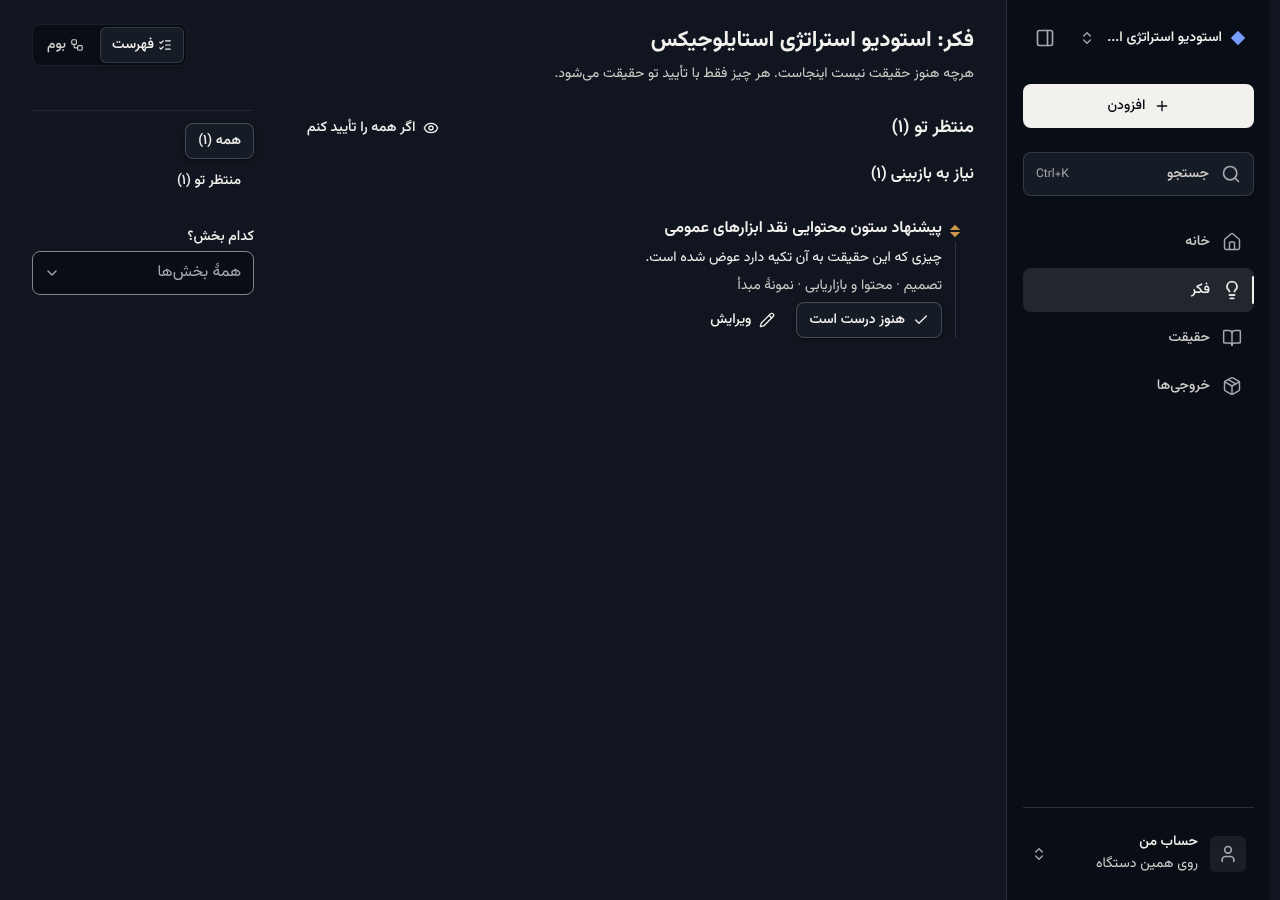 استودیو استراتژی ا...
افزودن
جستجو
Ctrl+K
خانه
فکر
حقیقت
خروجی‌ها
حساب من
روی همین دستگاه
فکر: استودیو استراتژی استایلوجیکس
هرچه هنوز حقیقت نیست اینجاست. هر چیز فقط با تأیید تو حقیقت می‌شود.
فهرست
بوم
منتظر تو (۱)
اگر همه را تأیید کنم
نیاز به بازبینی (۱)
پیشنهاد ستون محتوایی نقد ابزارهای عمومی
چیزی که این حقیقت به آن تکیه دارد عوض شده است.
تصمیم · محتوا و بازاریابی · نمونهٔ مبدأ
هنوز درست است
ویرایش
همه (۱)
منتظر تو (۱)
کدام بخش؟
همهٔ بخش‌ها